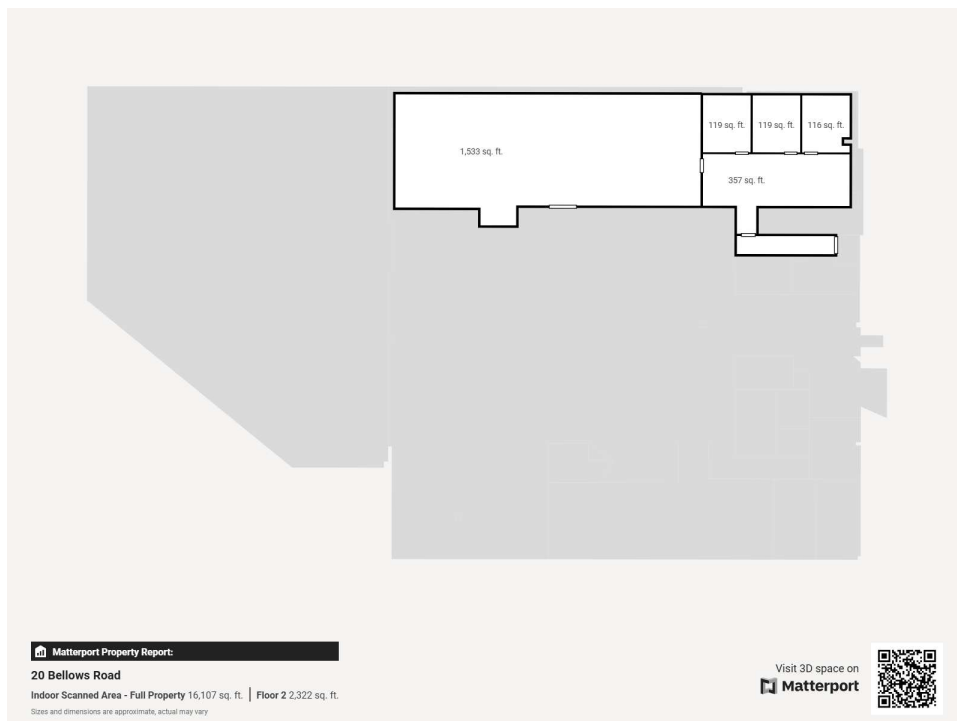 119 sq. ft.
119 sq. ft.
116 sq. ft.
1,533 sq. ft.
357 sq. ft.
Matterport Property Report:
20 Bellows Road
Indoor Scanned Area - Full Property 16,107 sq. ft. | Floor 2 2,322 sq. ft.
Sizes and dimensions are approximate, actual may vary
Visit 3D space on
Matterport